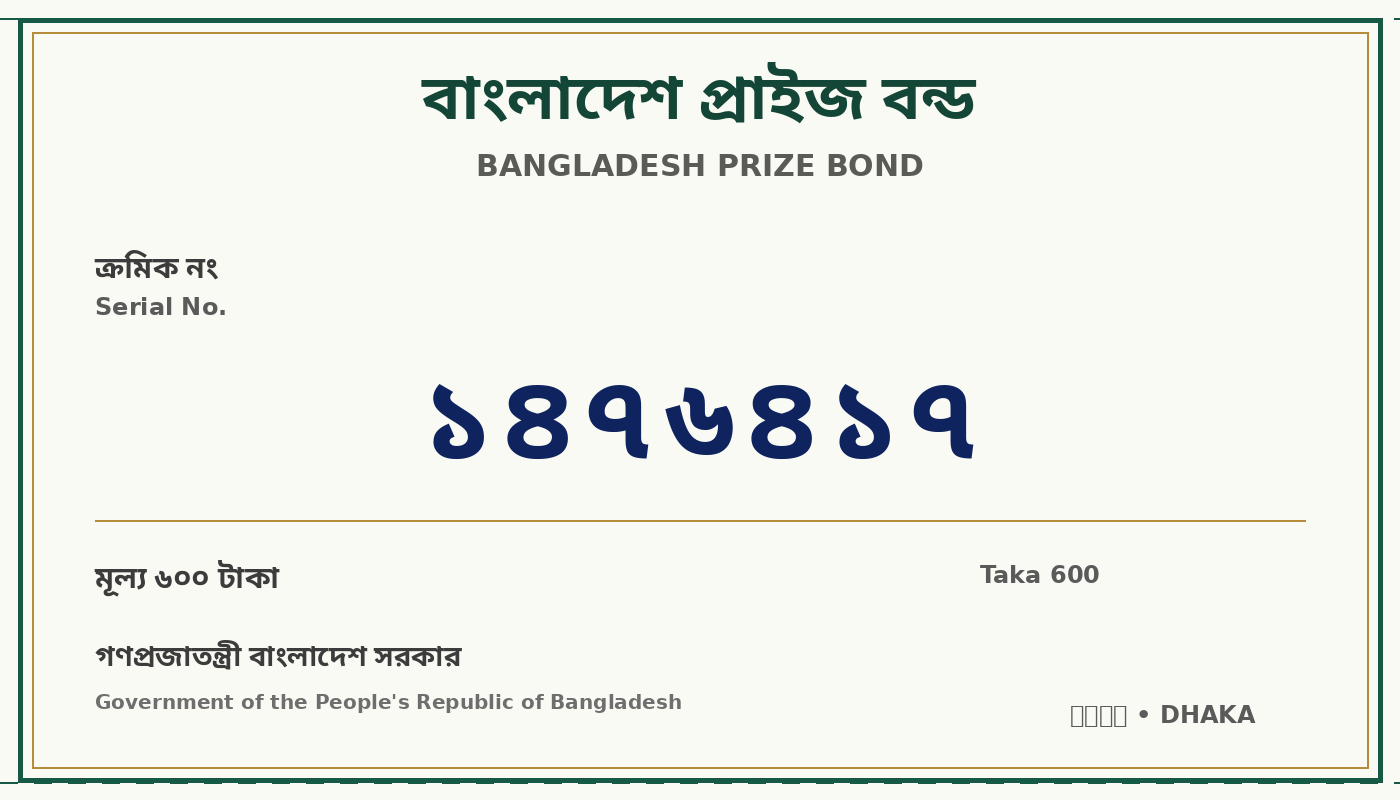 বাংলাদেশ প্রাইজ বন্ড
BANGLADESH PRIZE BOND
ক্রমিক নং
Serial No.
১৪৭৬৪১৭
মূল্য ৬০০ টাকা
Taka 600
গণপ্রজাতন্ত্রী বাংলাদেশ সরকার
Government of the People's Republic of Bangladesh
• DHAKA